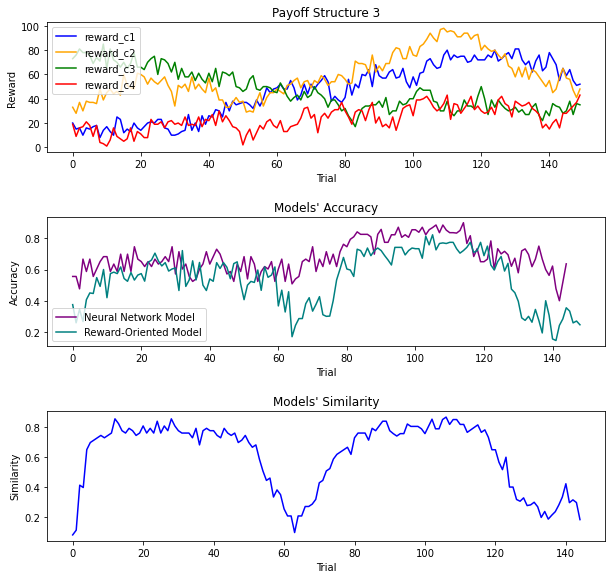 Payoff Structure 3
Reward
100
80
60
40
20
0
reward_c1
reward_c2
reward_c3
reward_c4
0 20 40 60 80 100 120 140
Trial
Models' Accuracy
Accuracy
0.8
0.6
0.4
0.2
Neural Network Model
Reward-Oriented Model
0 20 40 60 80 100 120 140
Trial
Models' Similarity
Similarity
0.8
0.6
0.4
0.2
0 20 40 60 80 100 120 140
Trial